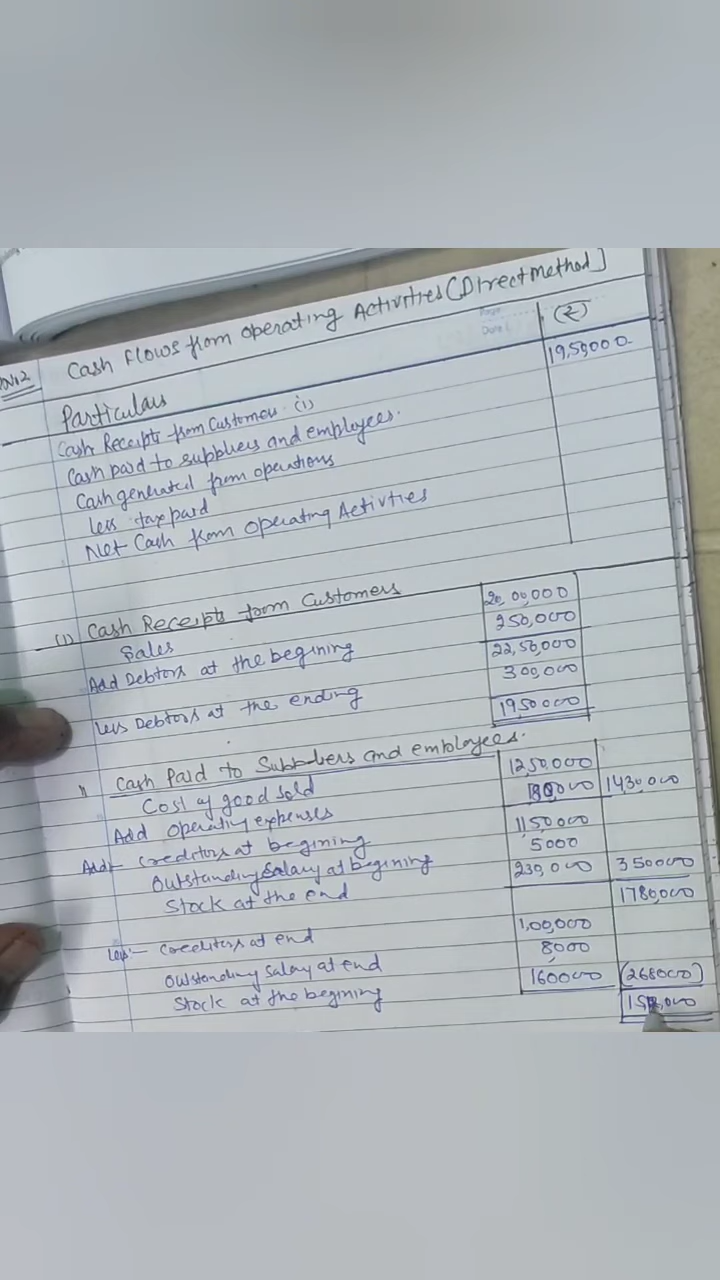 Cash Flows from Operating Activities (Direct method]
Particulars (₹)
Cash Receipts from Customers (i) 19,50000
Cash paid to suppliers and employees.
Cash generated from operations
less tax paid
Net Cash from Operating Activities
(i) Cash Receipts from Customers
Sales 20,00,000
Add Debtors at the begining 250,000
22,50,000
Less Debtors at the ending 300,000
1950000
Cash Paid to Suppliers and employees.
Cost of good sold 1250,000
Add operating expenses 180000 1430000
Add:- Creditors at begining 1150000
Outstanding Salary at begining 5000
Stock at the end 230,000 350000
1780,000
Less:- Creditors at end 1,00,000
Outstanding Salary at end 8000
Stock at the begining 160000 (268000)